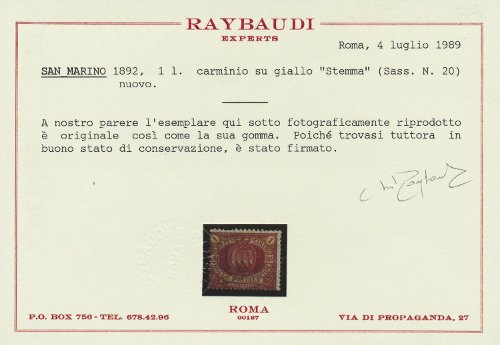 RAYBAUDI
EXPERTS
Roma, 4 luglio 1989
SAN MARINO 1892, 1 l. carminio su giallo "Stemma" (Sass. N. 20)
nuovo.
A nostro parere l'esemplare qui sotto fotograficamente riprodotto
è originale così come la sua gomma. Poiché trovasi tuttora in
buono stato di conservazione, è stato firmato.
ROMA
00187
P.O. BOX 756 - TEL. 678.42.96
VIA DI PROPAGANDA, 27